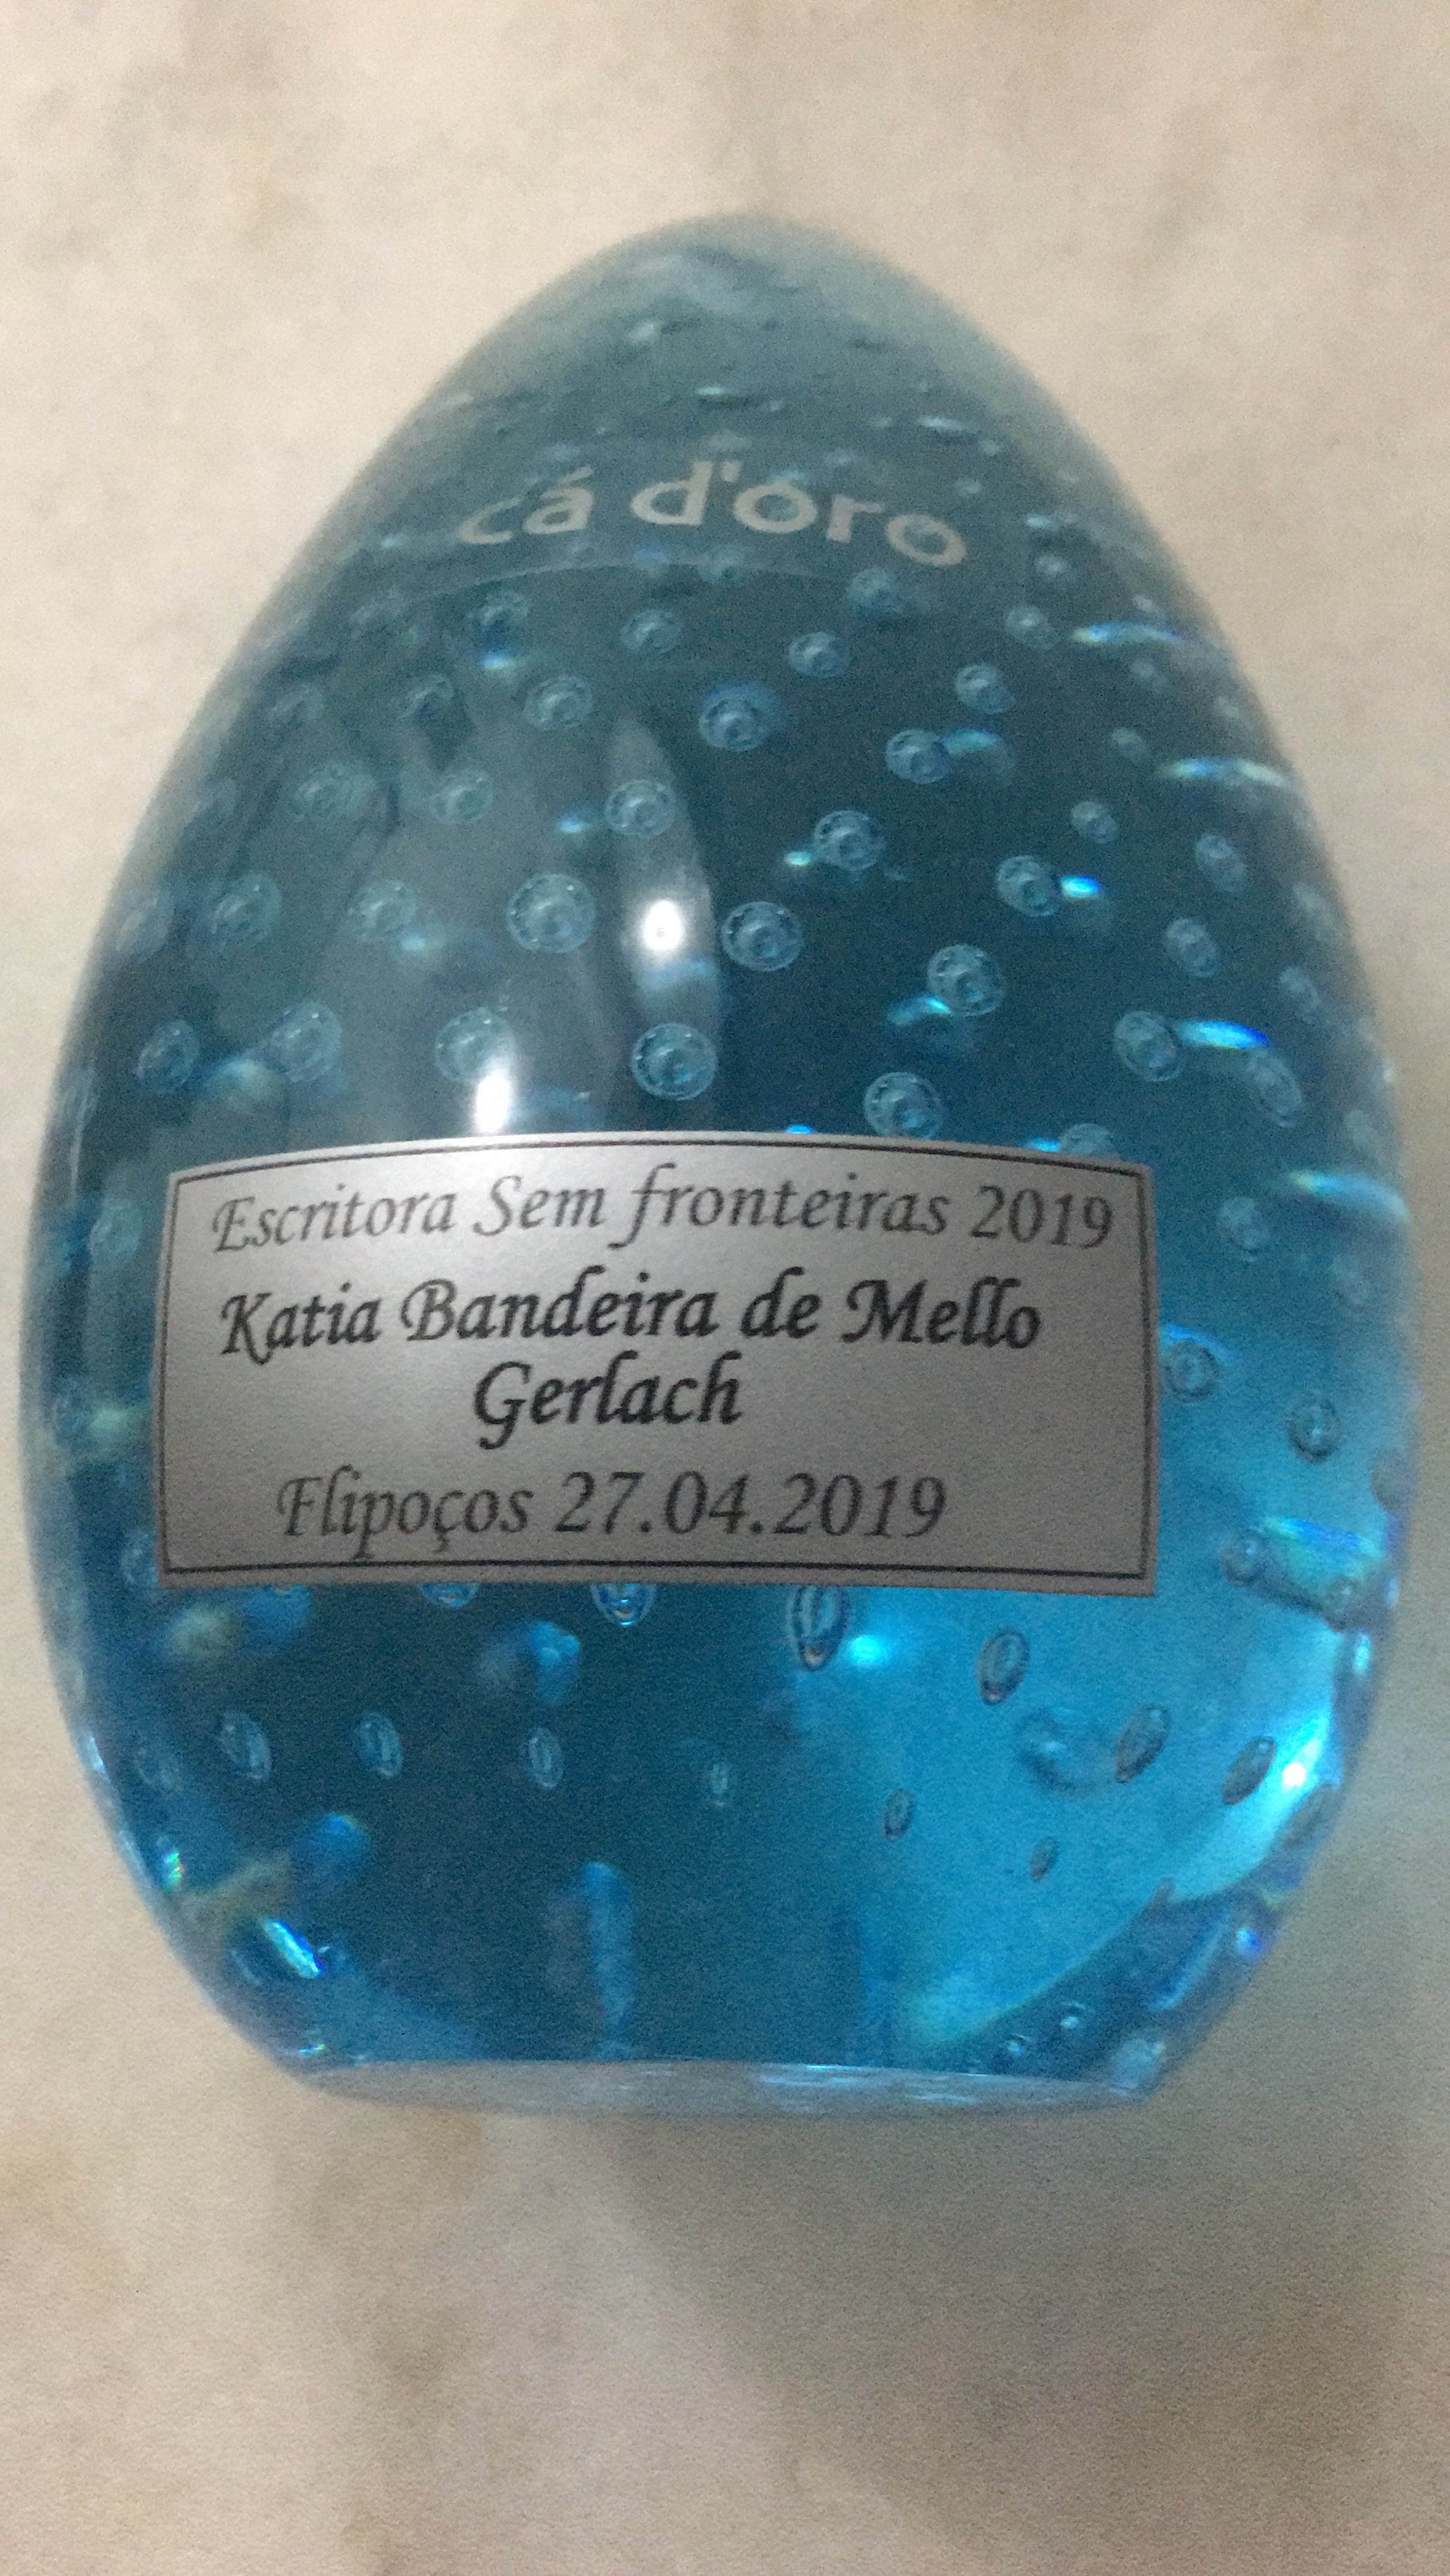 cá d'oro
Escritora Sem fronteiras 2019
Katia Bandeira de Mello
Gerlach
Flipoços 27.04.2019